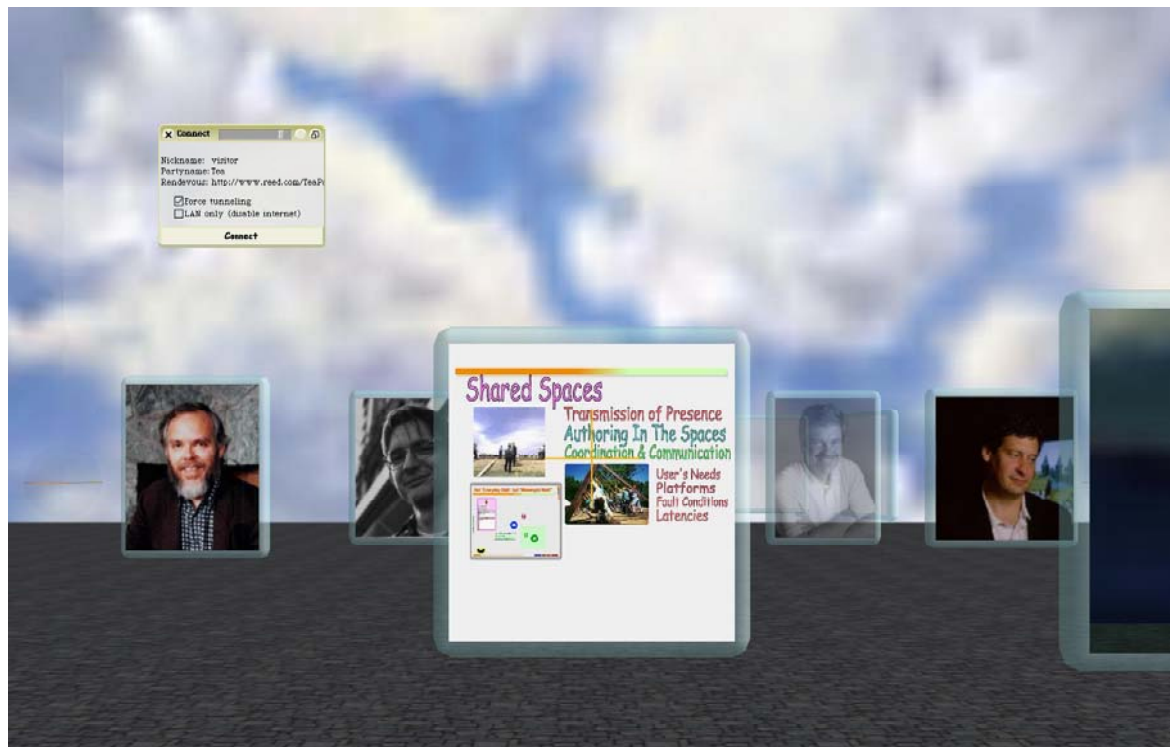 Connect
Nickname: visitor
Partyname: Tea
Rendevous: http://www.reed.com/TeaP
Force tunneling
LAN only (disable internet)
Connect
Shared Spaces
Transmission of Presence
Authoring In The Spaces
Coordination & Communication
User's Needs
Platforms
Fault Conditions
Latencies